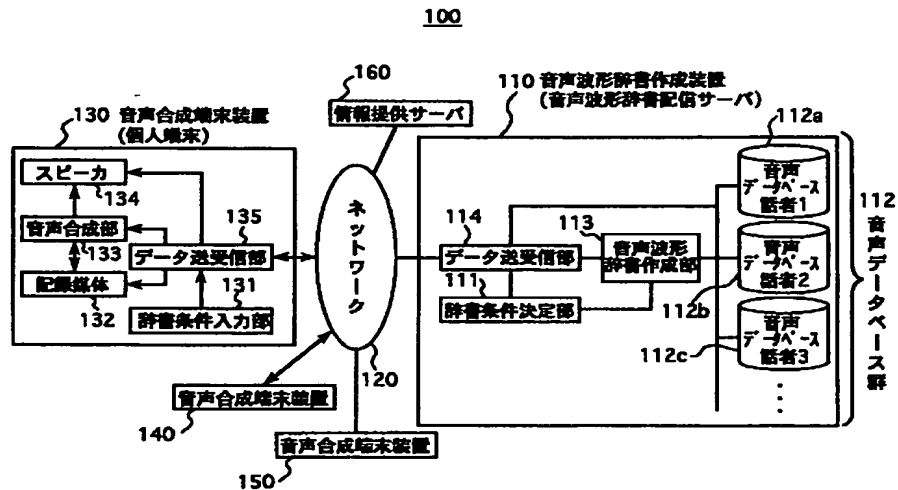 100
160
情報提供サーバ
110 音声波形辞書作成装置
(音声波形辞書配信サーバ)
130 音声合成端末装置
(個人端末)
スピーカ
134
音声合成部
133
135
データ送受信部
記録媒体
132
131
辞書条件入力部
ネットワーク
120
音声合成端末装置
140
音声合成端末装置
150
114
データ送受信部
113
音声波形
辞書作成部
111
辞書条件決定部
112a
音声
データベース
話者1
音声
データベース
話者2
112b
音声
データベース
話者3
112c
112
音声データベース群